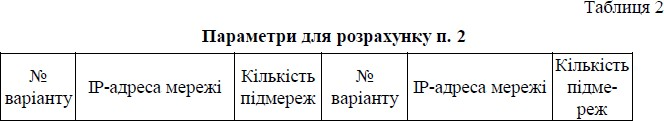 Таблиця 2
Параметри для розрахунку п. 2
№ варіанту
IP-адреса мережі
Кількість підмереж
№ варіанту
IP-адреса мережі
Кількість підме-реж